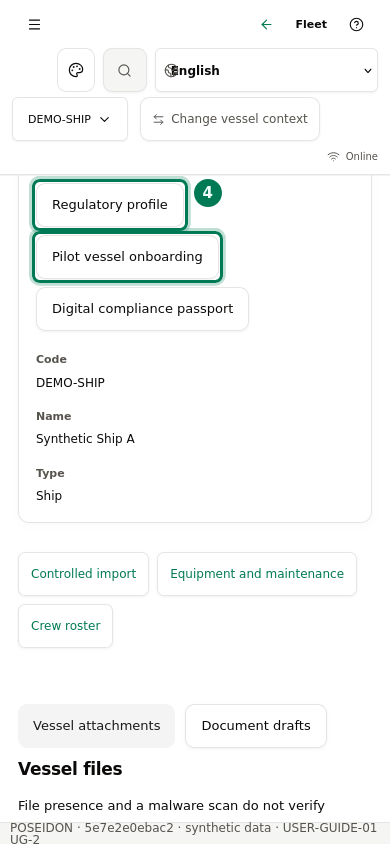 Fleet
English
DEMO-SHIP
Change vessel context
Online
Regulatory profile
4
Pilot vessel onboarding
Digital compliance passport
Code
DEMO-SHIP
Name
Synthetic Ship A
Type
Ship
Controlled import
Equipment and maintenance
Crew roster
Vessel attachments
Document drafts
Vessel files
File presence and a malware scan do not verify
POSEIDON · 5e7e2e0ebac2 · synthetic data · USER-GUIDE-01
UG-2